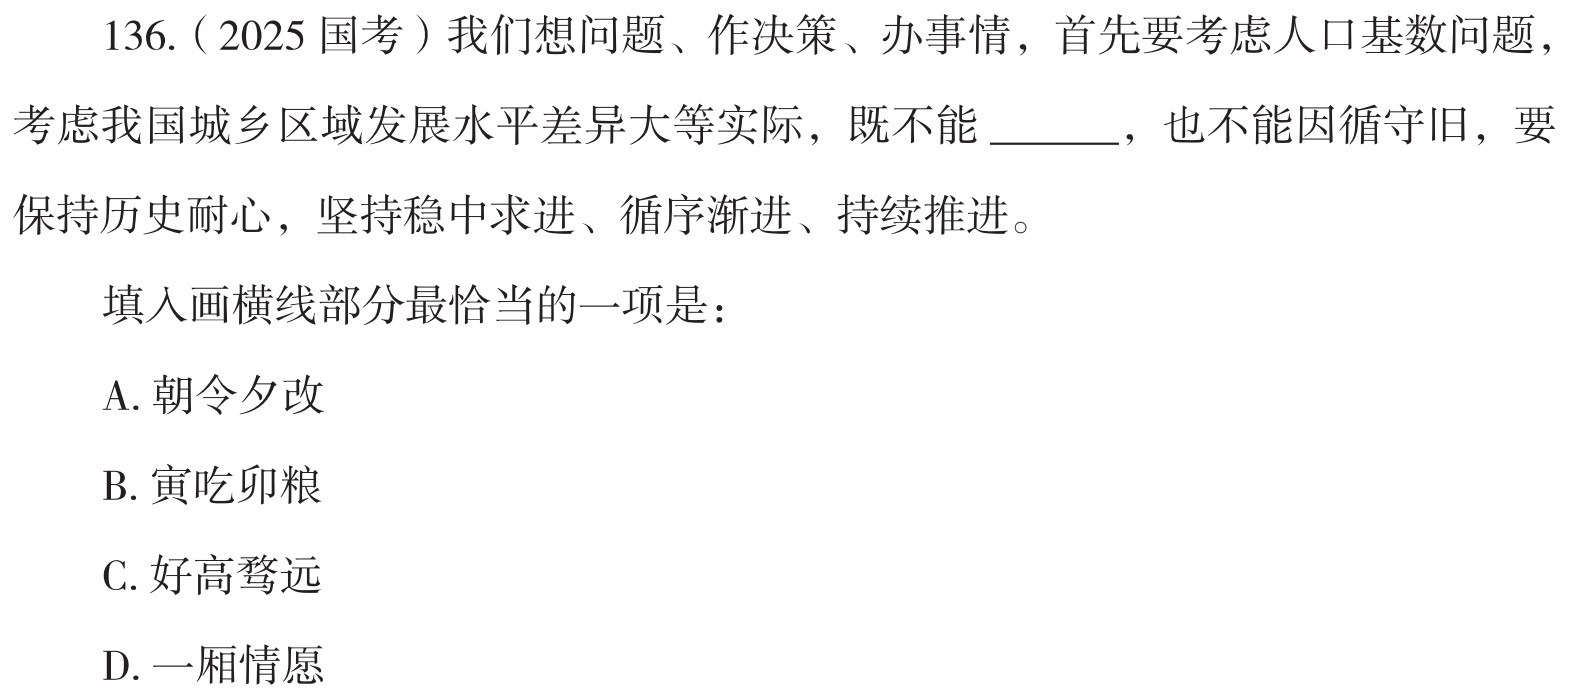 136.（2025 国考）我们想问题、作决策、办事情，首先要考虑人口基数问题，
考虑我国城乡区域发展水平差异大等实际，既不能 ______，也不能因循守旧，要
保持历史耐心，坚持稳中求进、循序渐进、持续推进。
填入画横线部分最恰当的一项是：
A. 朝令夕改
B. 寅吃卯粮
C. 好高骛远
D. 一厢情愿